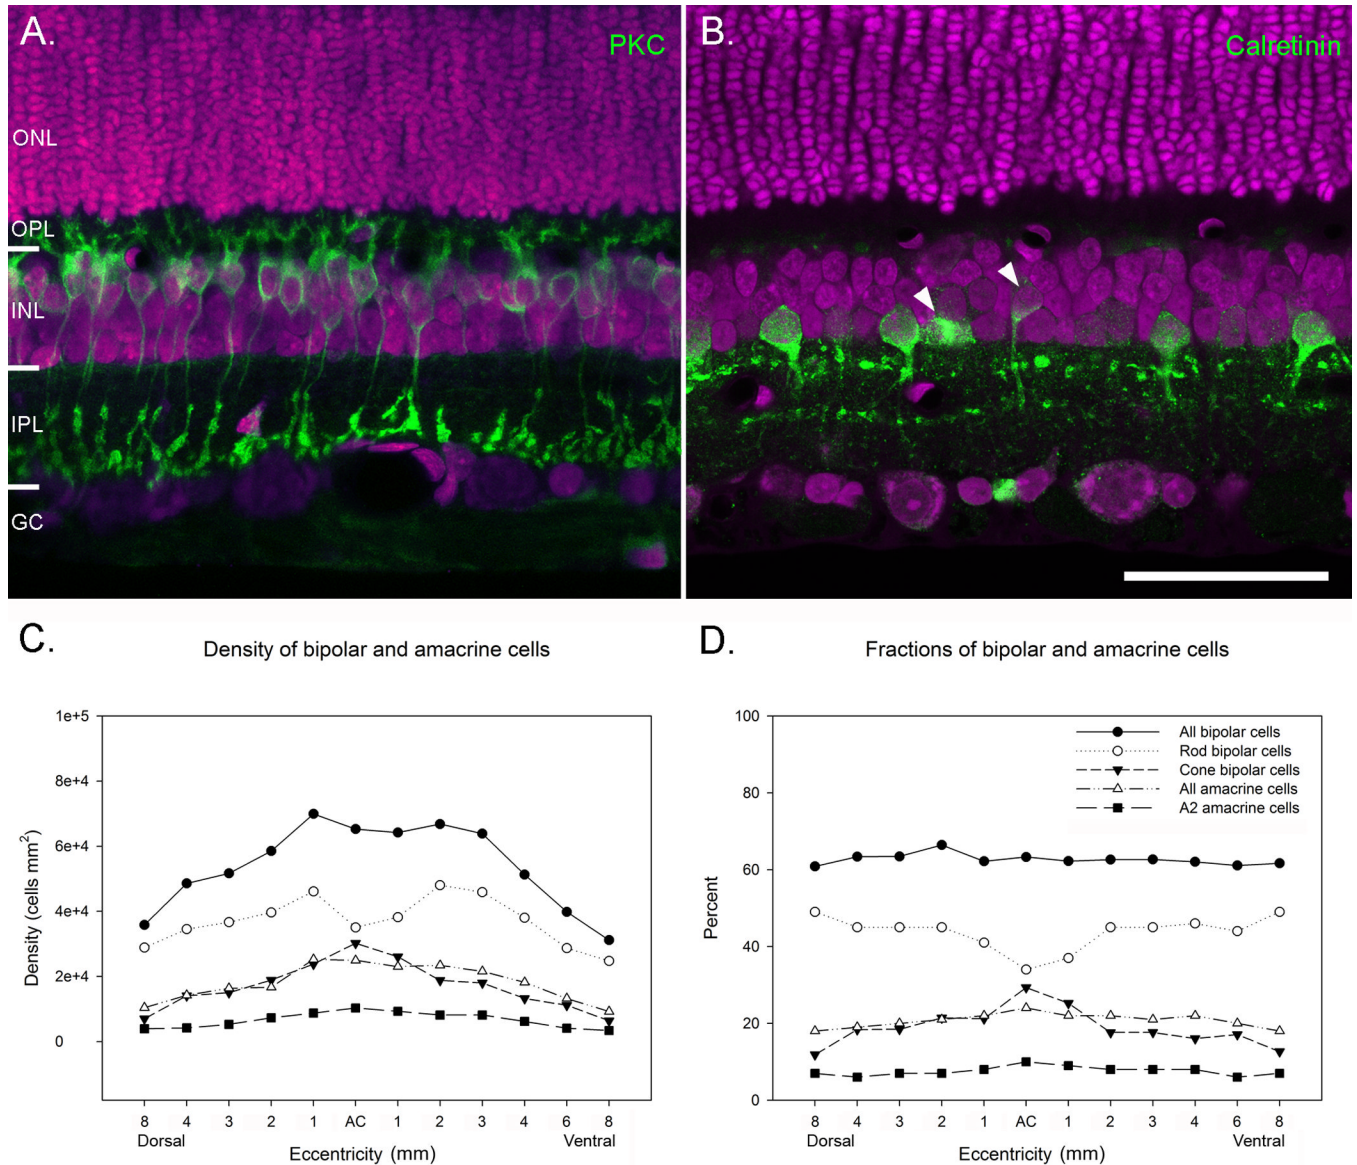 A.
PKC
ONL
OPL
INL
IPL
GC
B.
Calretinin
C.
Density of bipolar and amacrine cells
1e+5
8e+4
6e+4
4e+4
2e+4
0
Density (cells mm²)
8 4 3 2 1 AC 1 2 3 4 6 8
Dorsal Ventral
Eccentricity (mm)
D.
Fractions of bipolar and amacrine cells
100
80
60
40
20
0
Percent
All bipolar cells
Rod bipolar cells
Cone bipolar cells
All amacrine cells
A2 amacrine cells
8 4 3 2 1 AC 1 2 3 4 6 8
Dorsal Ventral
Eccentricity (mm)